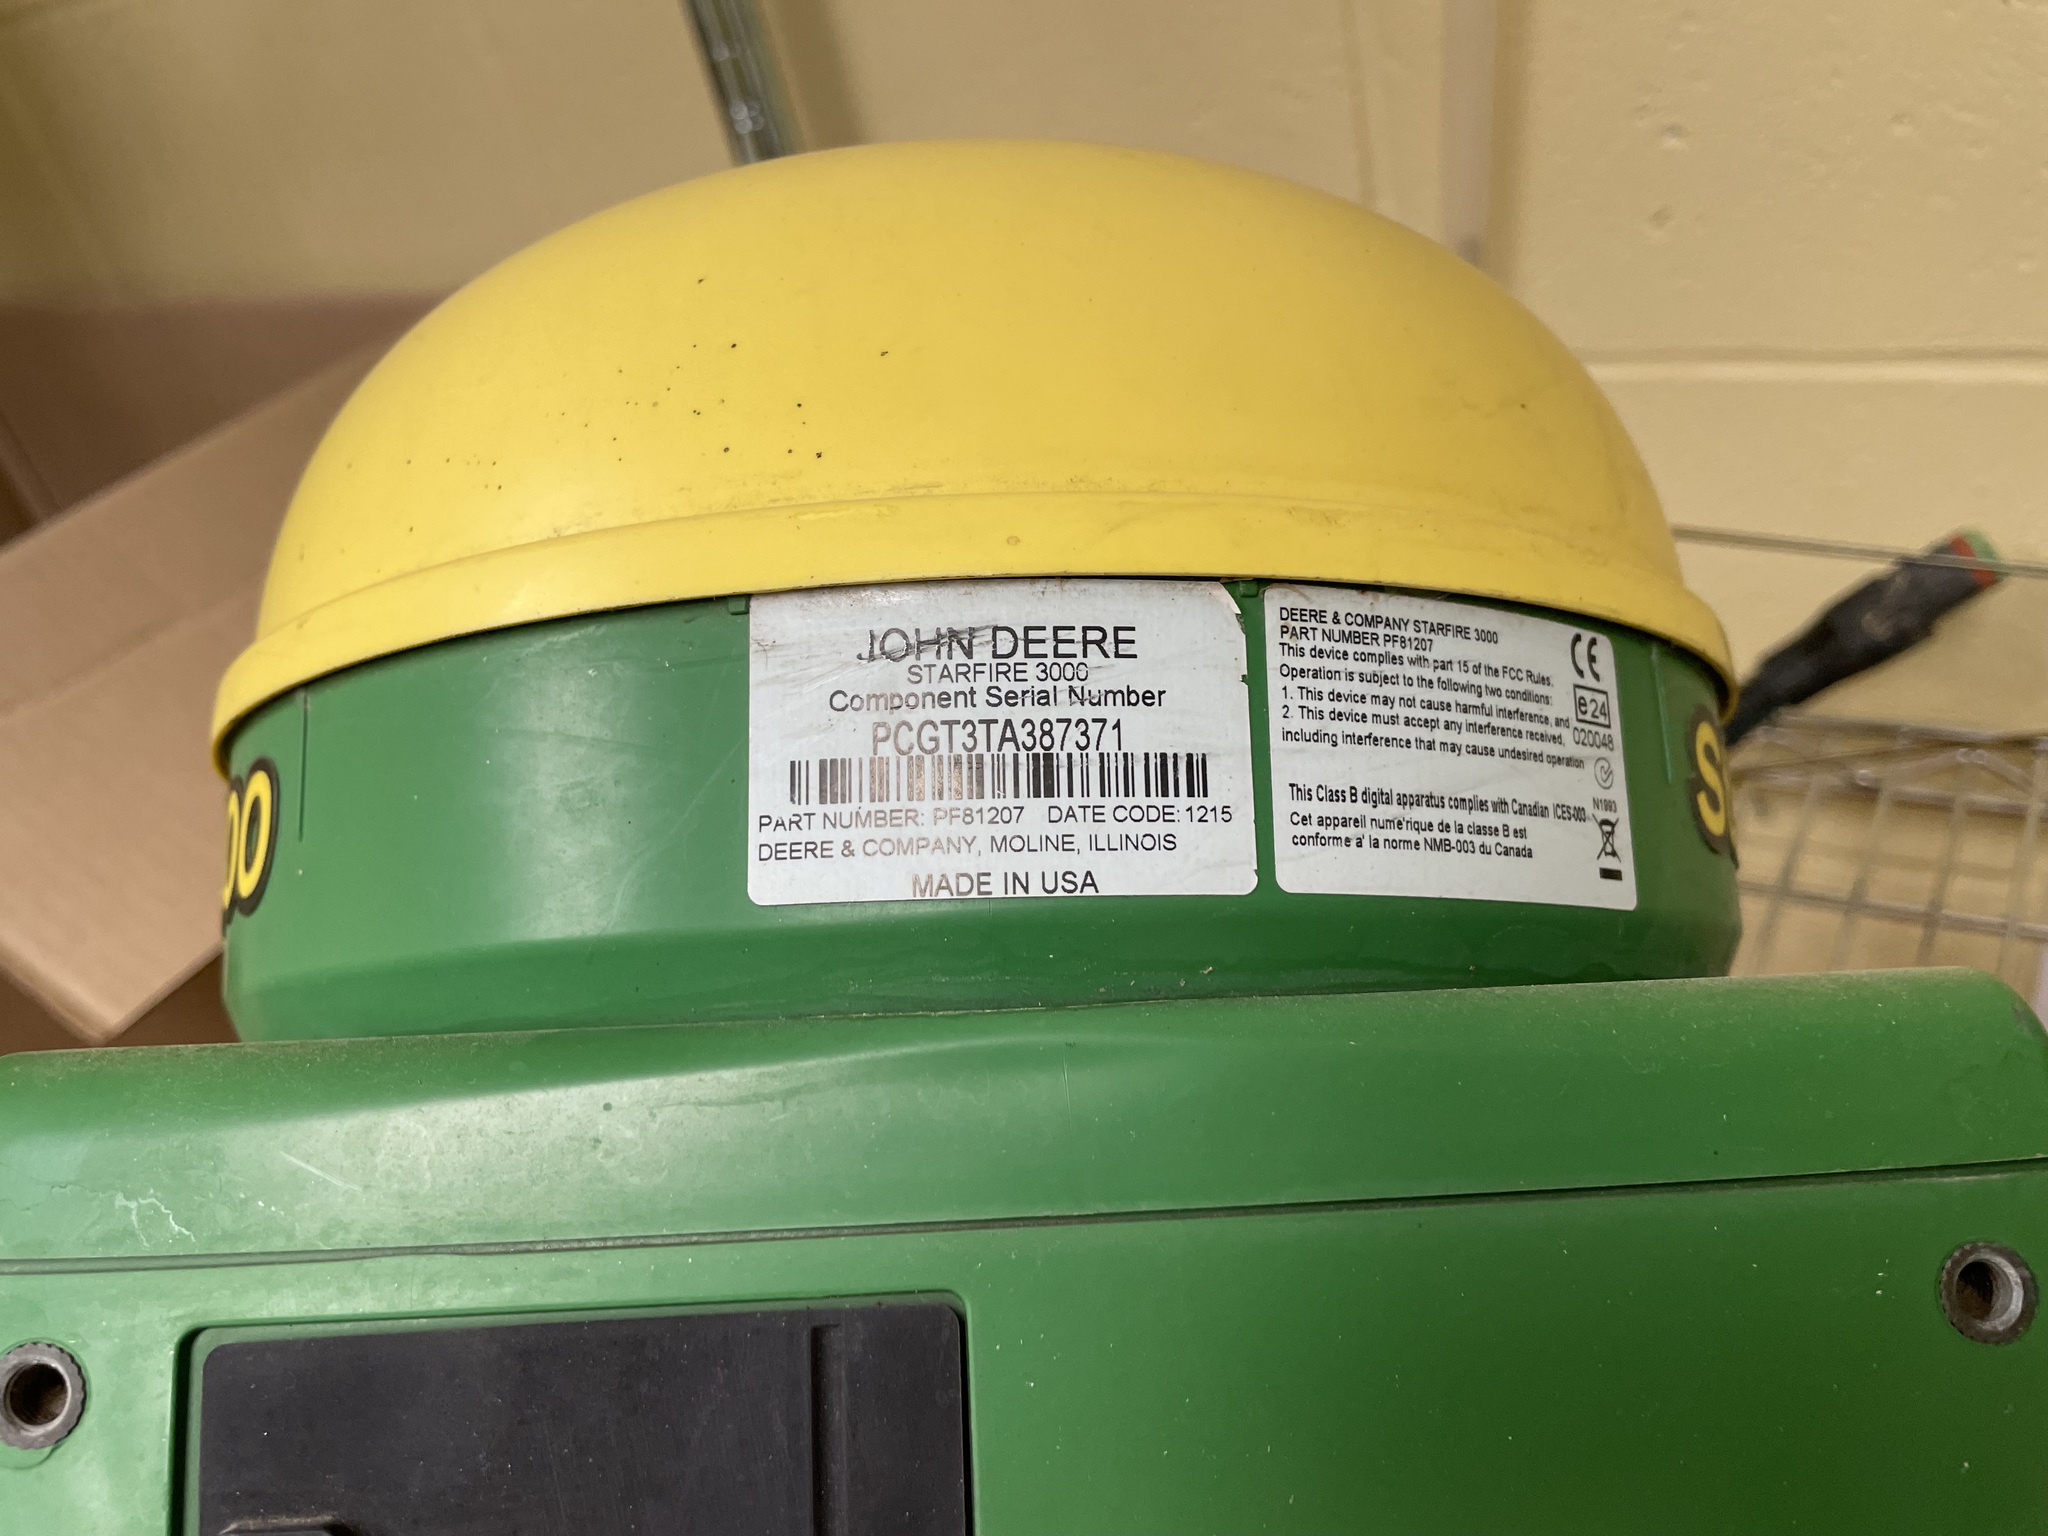 JOHN DEERE
STARFIRE 3000
Component Serial Number
PCGT3TA387371
PART NUMBER: PF81207 DATE CODE: 1215
DEERE & COMPANY, MOLINE, ILLINOIS
MADE IN USA
DEERE & COMPANY STARFIRE 3000
PART NUMBER PF81207
This device complies with part 15 of the FCC Rules.
Operation is subject to the following two conditions:
1. This device may not cause harmful interference, and
2. This device must accept any interference received,
including interference that may cause undesired operation
CE
e24
020048
N1993
This Class B digital apparatus complies with Canadian ICES-003
Cet appareil nume'rique de la classe B est
conforme a' la norme NMB-003 du Canada